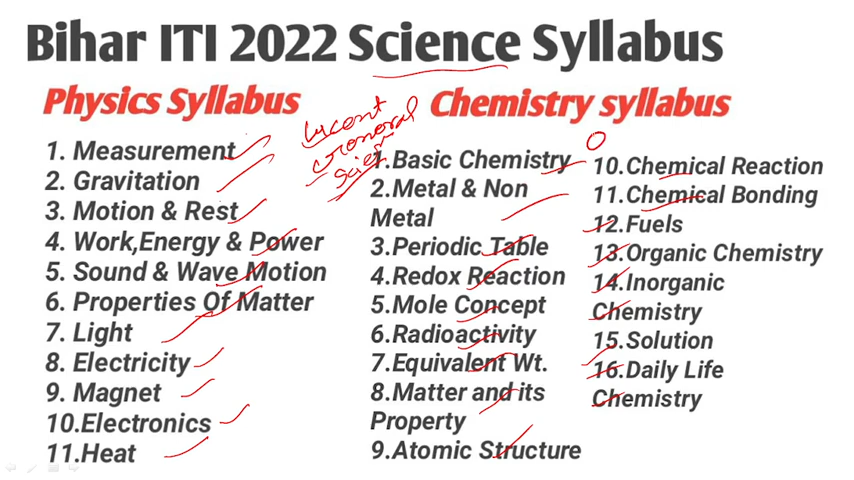 Bihar ITI 2022 Science Syllabus
Physics Syllabus
1. Measurement
2. Gravitation
3. Motion & Rest
4. Work,Energy & Power
5. Sound & Wave Motion
6. Properties Of Matter
7. Light
8. Electricity
9. Magnet
10.Electronics
11.Heat
Lucent
General
Scien
Chemistry syllabus
1.Basic Chemistry
2.Metal & Non
Metal
3.Periodic Table
4.Redox Reaction
5.Mole Concept
6.Radioactivity
7.Equivalent Wt.
8.Matter and its
Property
9.Atomic Structure
10.Chemical Reaction
11.Chemical Bonding
12.Fuels
13.Organic Chemistry
14.Inorganic
Chemistry
15.Solution
16.Daily Life
Chemistry